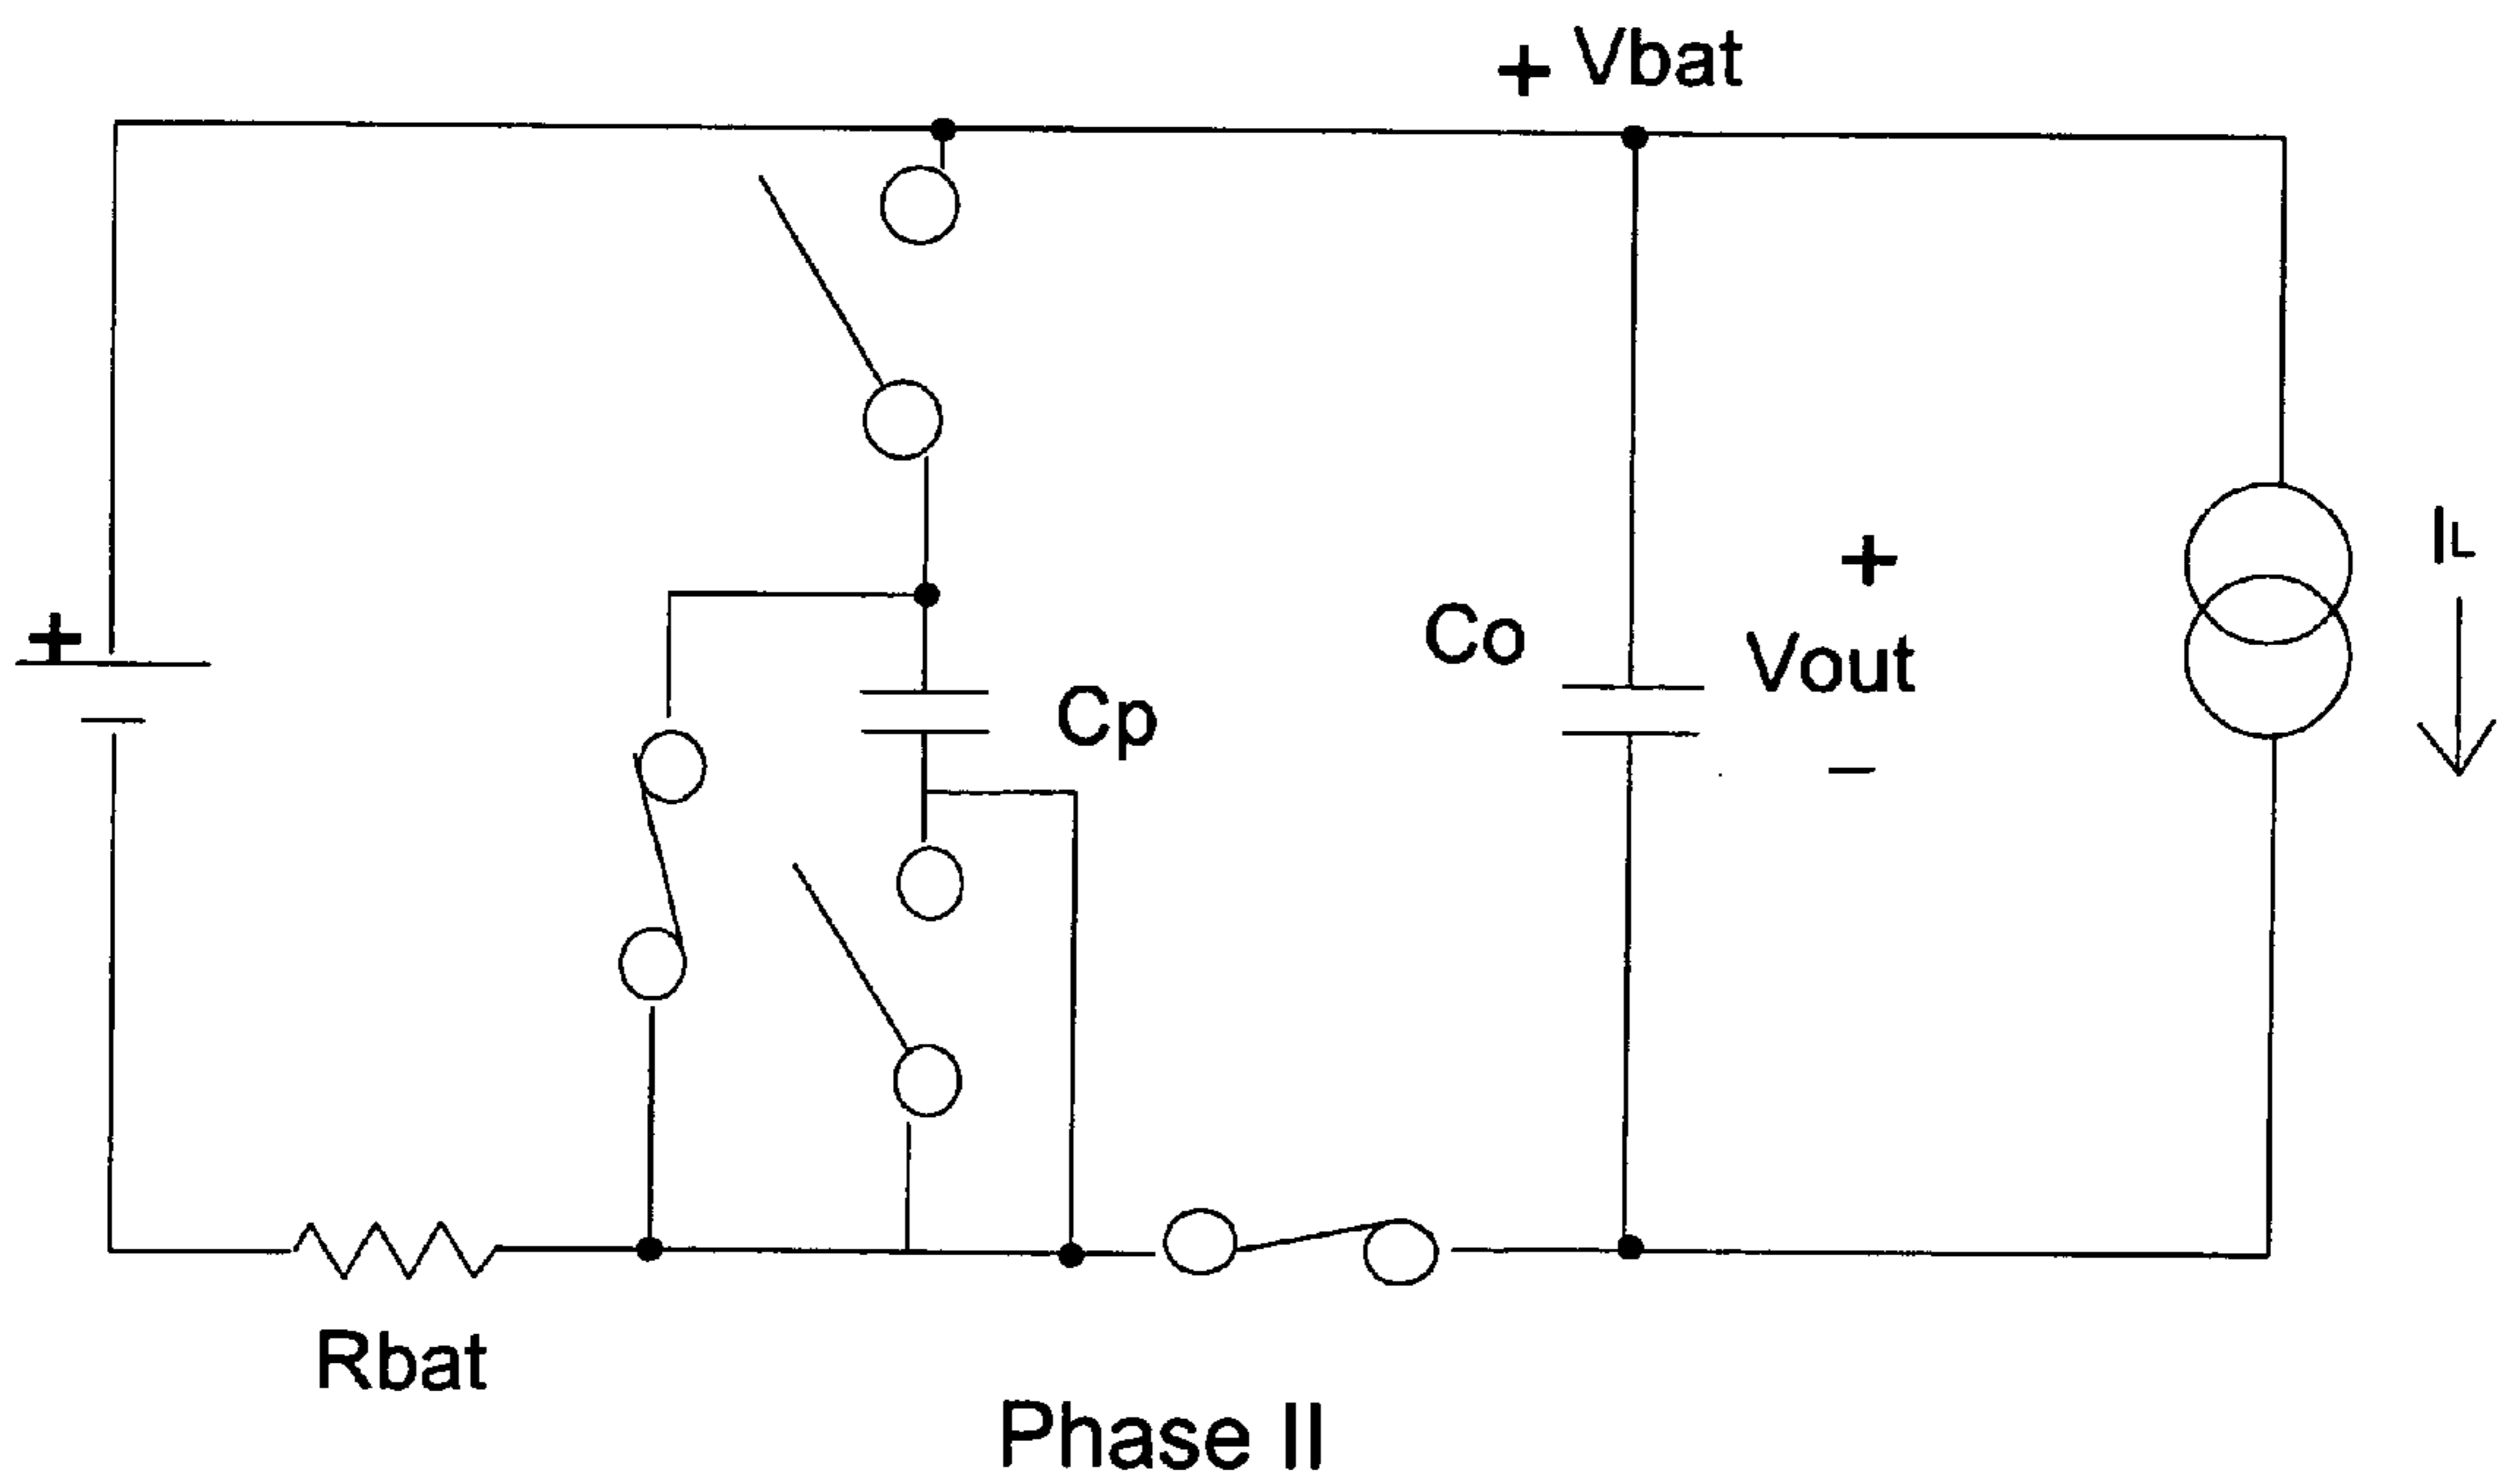 + Vbat
+
IL
Co
+
Vout
–
Cp
Rbat
Phase II